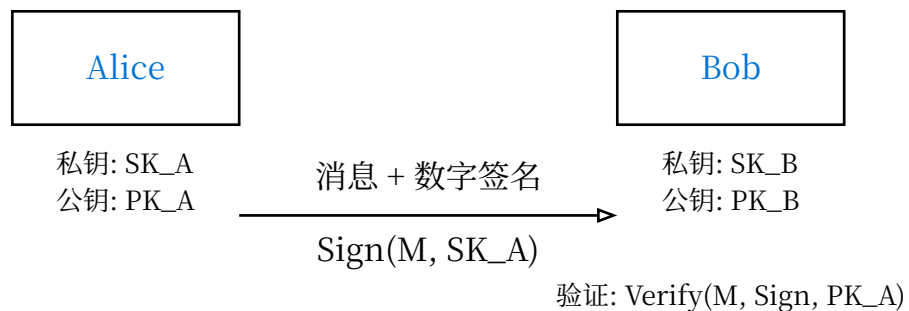 Alice
Bob
私钥: SK_A
公钥: PK_A
消息 + 数字签名
Sign(M, SK_A)
私钥: SK_B
公钥: PK_B
验证: Verify(M, Sign, PK_A)